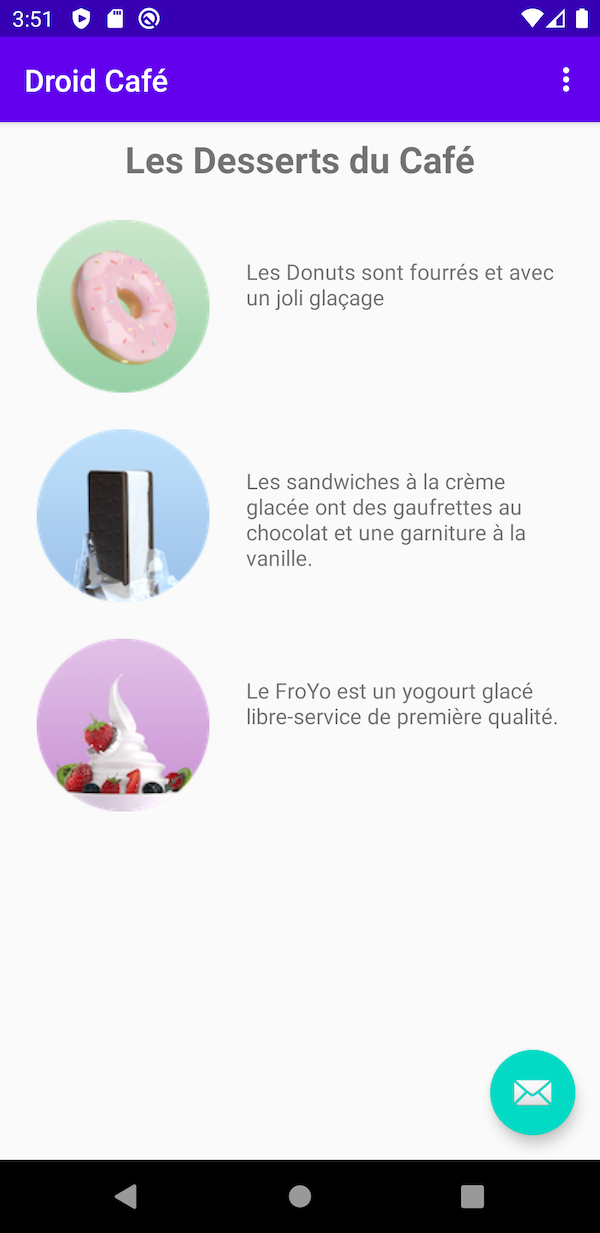 3:51
Droid Café
Les Desserts du Café
Les Donuts sont fourrés et avec
un joli glaçage
Les sandwiches à la crème
glacée ont des gaufrettes au
chocolat et une garniture à la
vanille.
Le FroYo est un yogourt glacé
libre-service de première qualité.